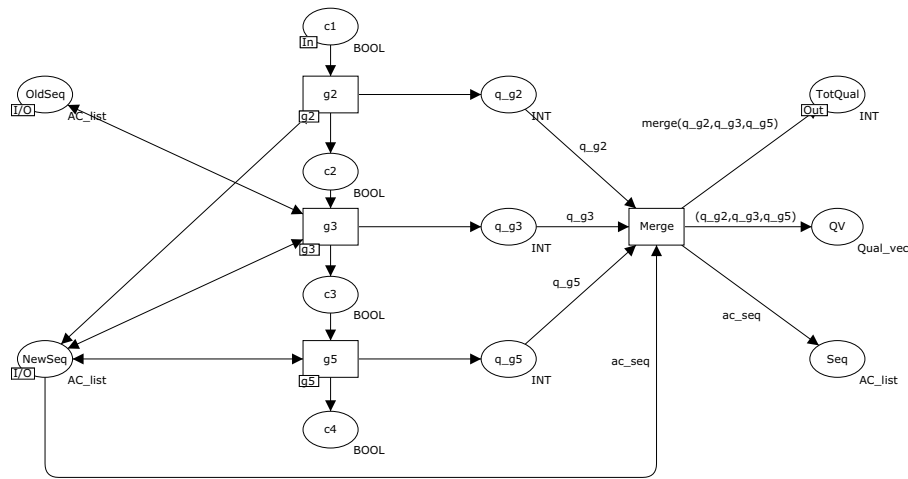 c1
In
BOOL
OldSeq
I/O
AC_list
g2
g2
q_g2
INT
TotQual
Out
INT
merge(q_g2,q_g3,q_g5)
q_g2
c2
BOOL
g3
g3
q_g3
INT
q_g3
Merge
(q_g2,q_g3,q_g5)
QV
Qual_vec
c3
BOOL
q_g5
ac_seq
NewSeq
I/O
AC_list
g5
g5
q_g5
INT
ac_seq
Seq
AC_list
c4
BOOL